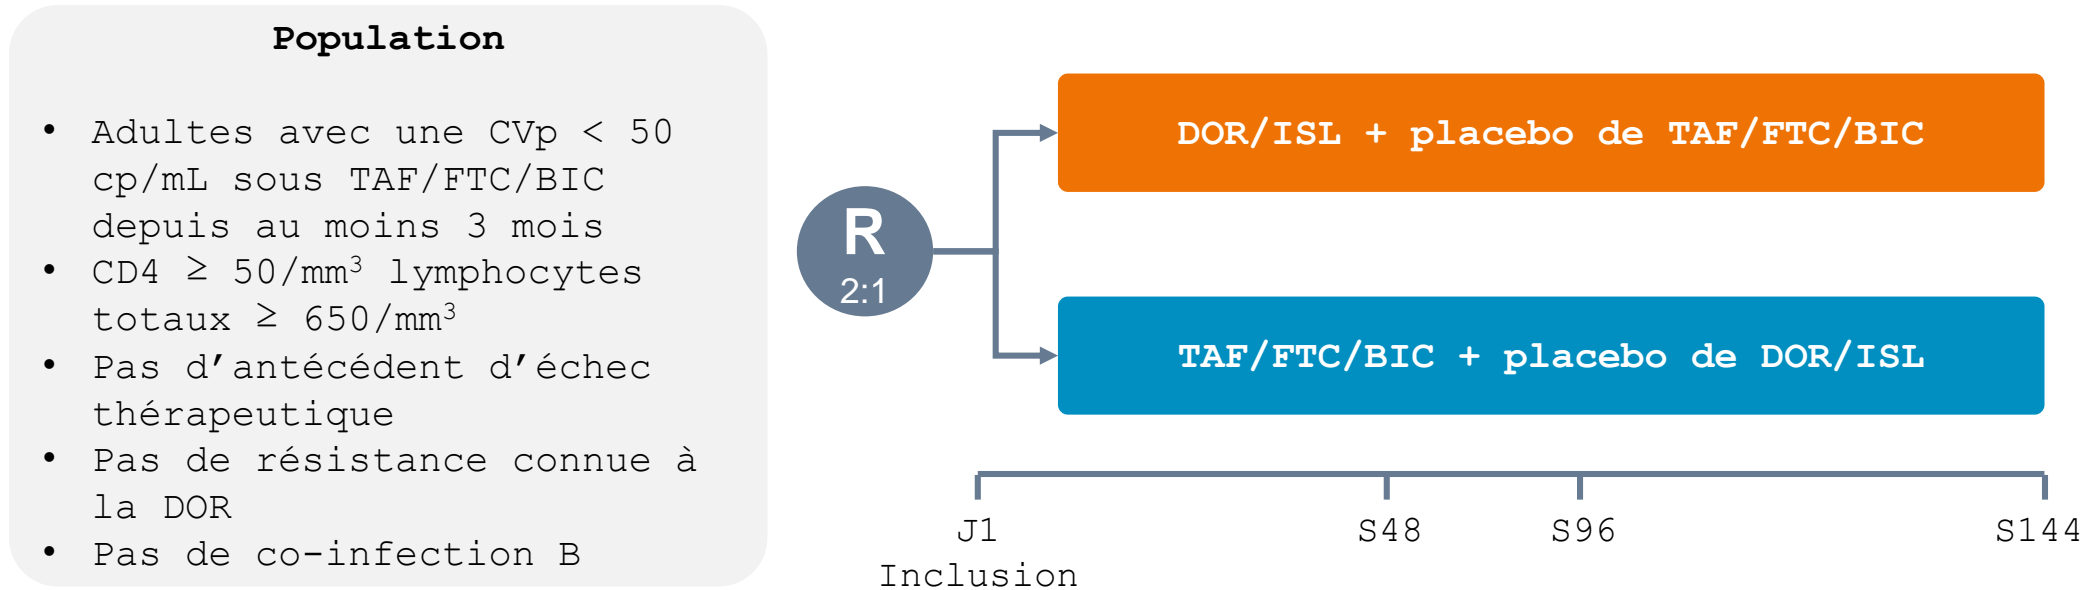 Population
• Adultes avec une CVp < 50
cp/mL sous TAF/FTC/BIC
depuis au moins 3 mois
• CD4 ≥ 50/mm³ lymphocytes
totaux ≥ 650/mm³
• Pas d’antécédent d’échec
thérapeutique
• Pas de résistance connue à
la DOR
• Pas de co-infection B
R
2:1
DOR/ISL + placebo de TAF/FTC/BIC
TAF/FTC/BIC + placebo de DOR/ISL
J1
Inclusion
S48
S96
S144